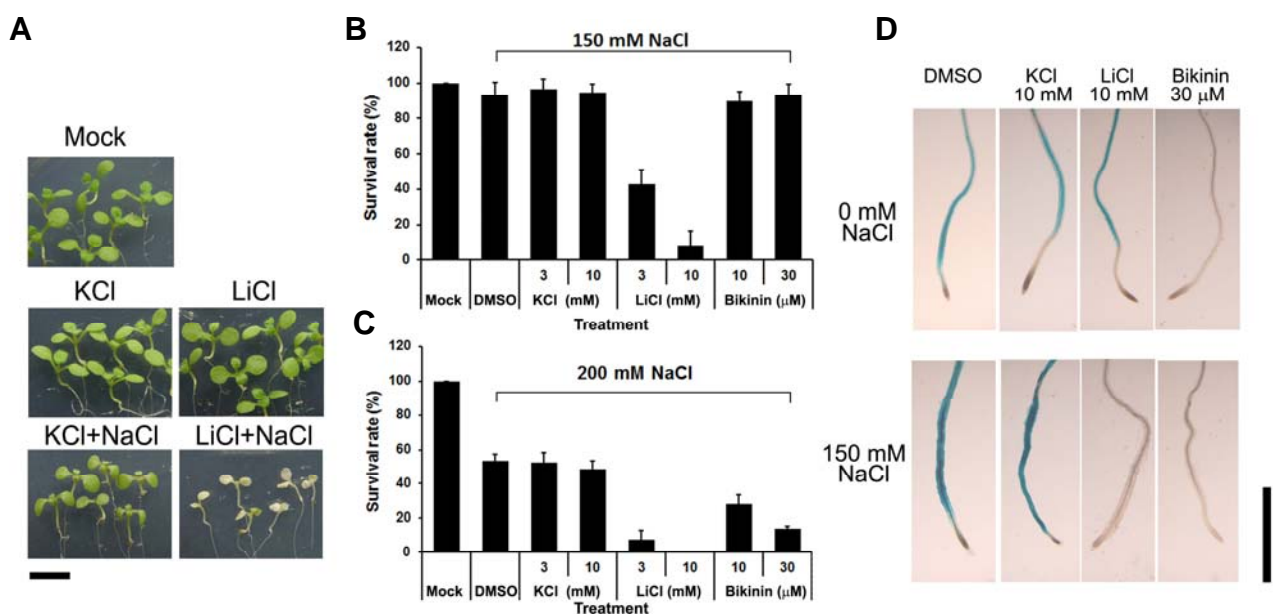 A
Mock
KCl
LiCl
KCl+NaCl
LiCl+NaCl
B
150 mM NaCl
Survival rate (%)
120
100
80
60
40
20
0
3
10
3
10
10
30
Mock
DMSO
KCl (mM)
LiCl (mM)
Bikinin (μM)
Treatment
C
200 mM NaCl
Survival rate (%)
120
100
80
60
40
20
0
3
10
3
10
10
30
Mock
DMSO
KCl (mM)
LiCl (mM)
Bikinin (μM)
Treatment
D
DMSO
KCl
10 mM
LiCl
10 mM
Bikinin
30 μM
0 mM
NaCl
150 mM
NaCl